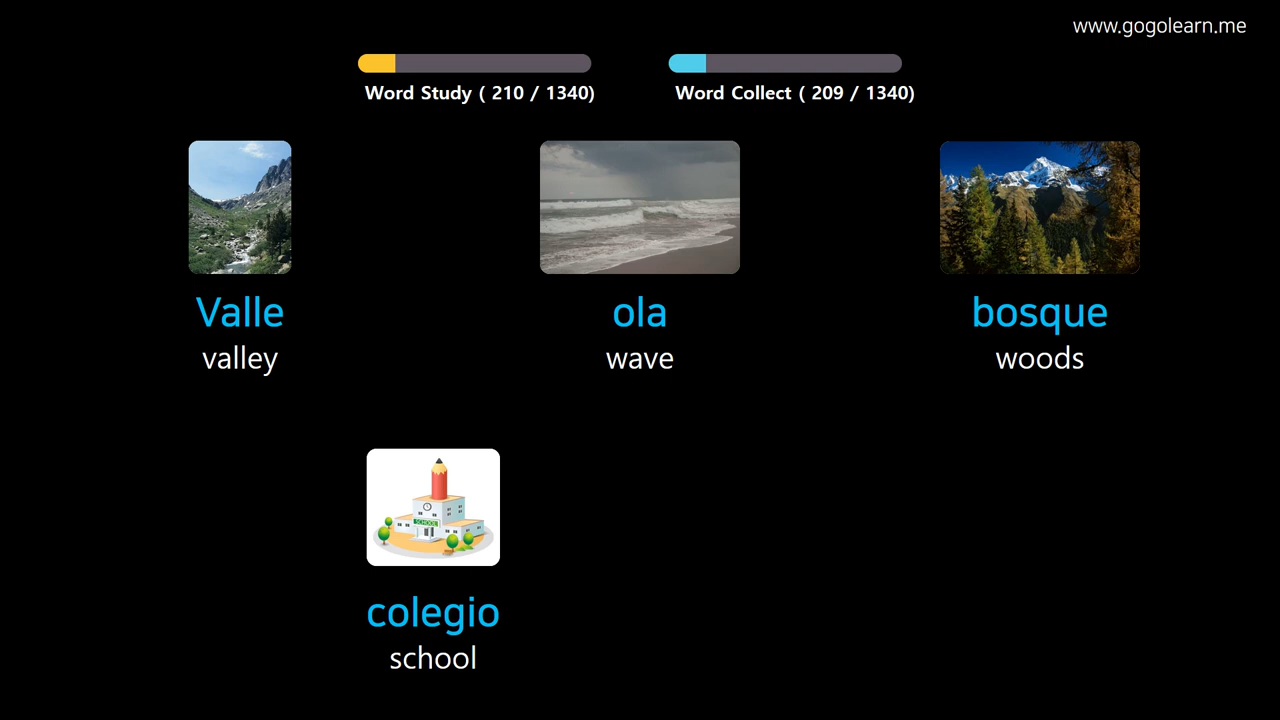 www.gogolearn.me
Word Study ( 210 / 1340)
Word Collect ( 209 / 1340)
Valle
valley
ola
wave
bosque
woods
SCHOOL
colegio
school